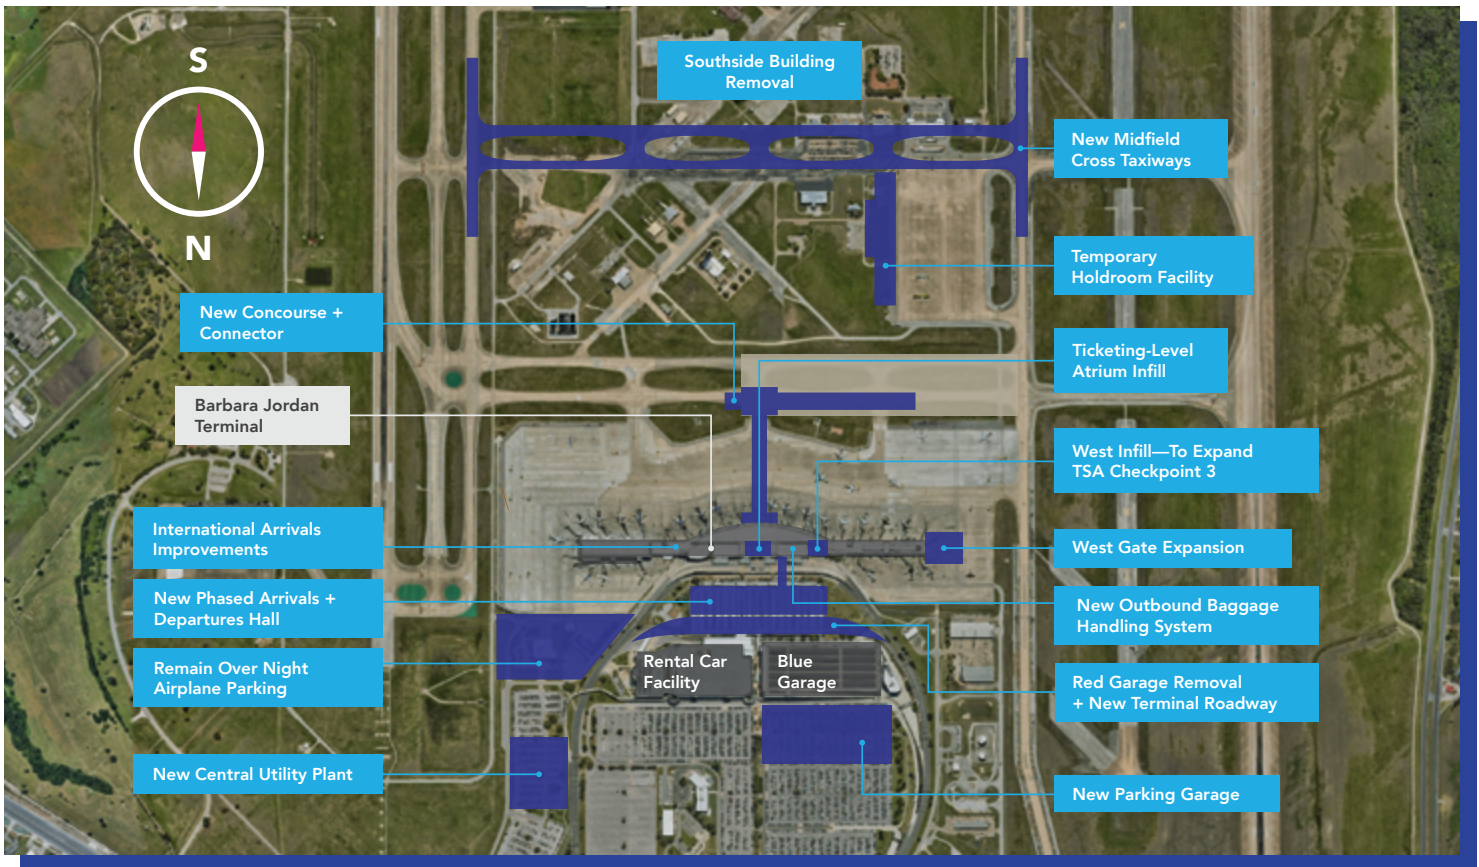 S
N
Southside Building
Removal
New Midfield
Cross Taxiways
Temporary
Holdroom Facility
New Concourse +
Connector
Ticketing-Level
Atrium Infill
Barbara Jordan
Terminal
West Infill—To Expand
TSA Checkpoint 3
International Arrivals
Improvements
West Gate Expansion
New Phased Arrivals +
Departures Hall
New Outbound Baggage
Handling System
Remain Over Night
Airplane Parking
Rental Car
Facility
Blue
Garage
Red Garage Removal
+ New Terminal Roadway
New Central Utility Plant
New Parking Garage